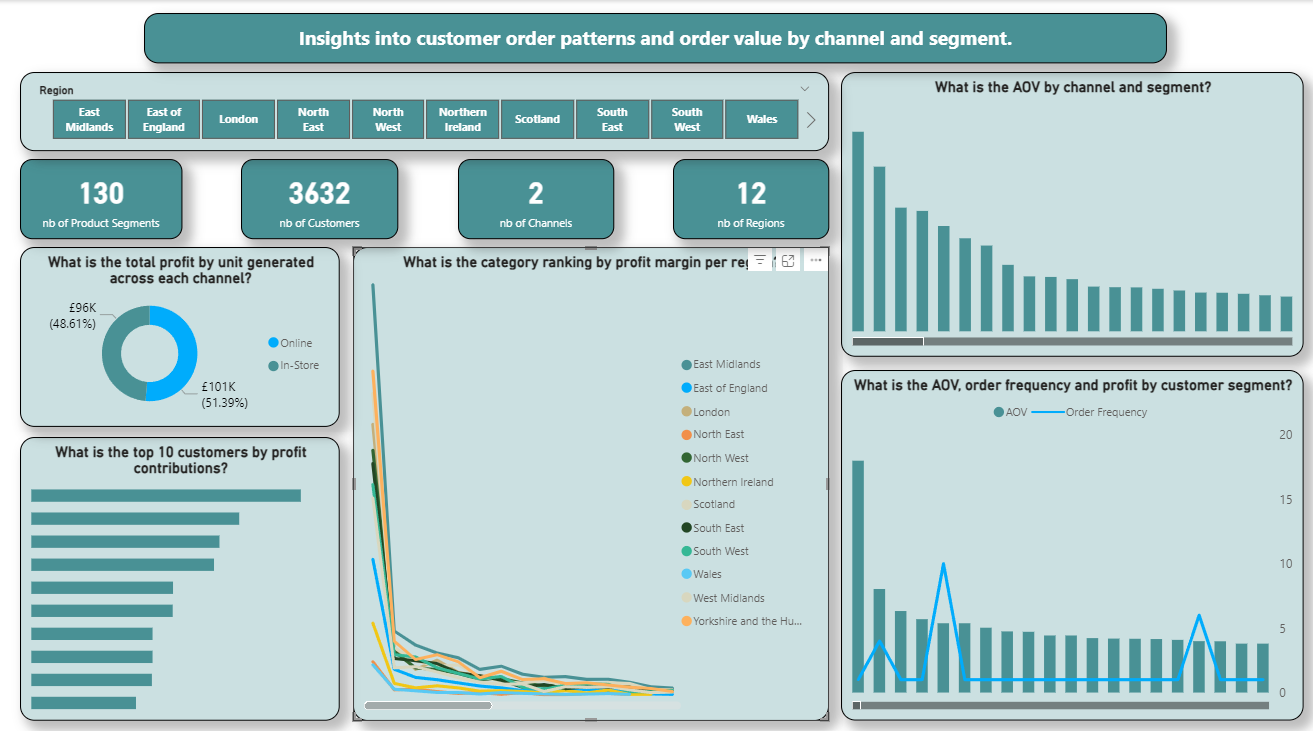 Insights into customer order patterns and order value by channel and segment.
Region
East
Midlands
East of
England
London
North
East
North
West
Northern
Ireland
Scotland
South
East
South
West
Wales
130
nb of Product Segments
3632
nb of Customers
2
nb of Channels
12
nb of Regions
What is the total profit by unit generated
across each channel?
£96K
(48.61%)
Online
In-Store
£101K
(51.39%)
What is the top 10 customers by profit
contributions?
What is the category ranking by profit margin per
East Midlands
East of England
London
North East
North West
Northern Ireland
Scotland
South East
South West
Wales
West Midlands
Yorkshire and the Hu...
What is the AOV by channel and segment?
What is the AOV, order frequency and profit by customer segment?
AOV
Order Frequency
20
15
10
5
0